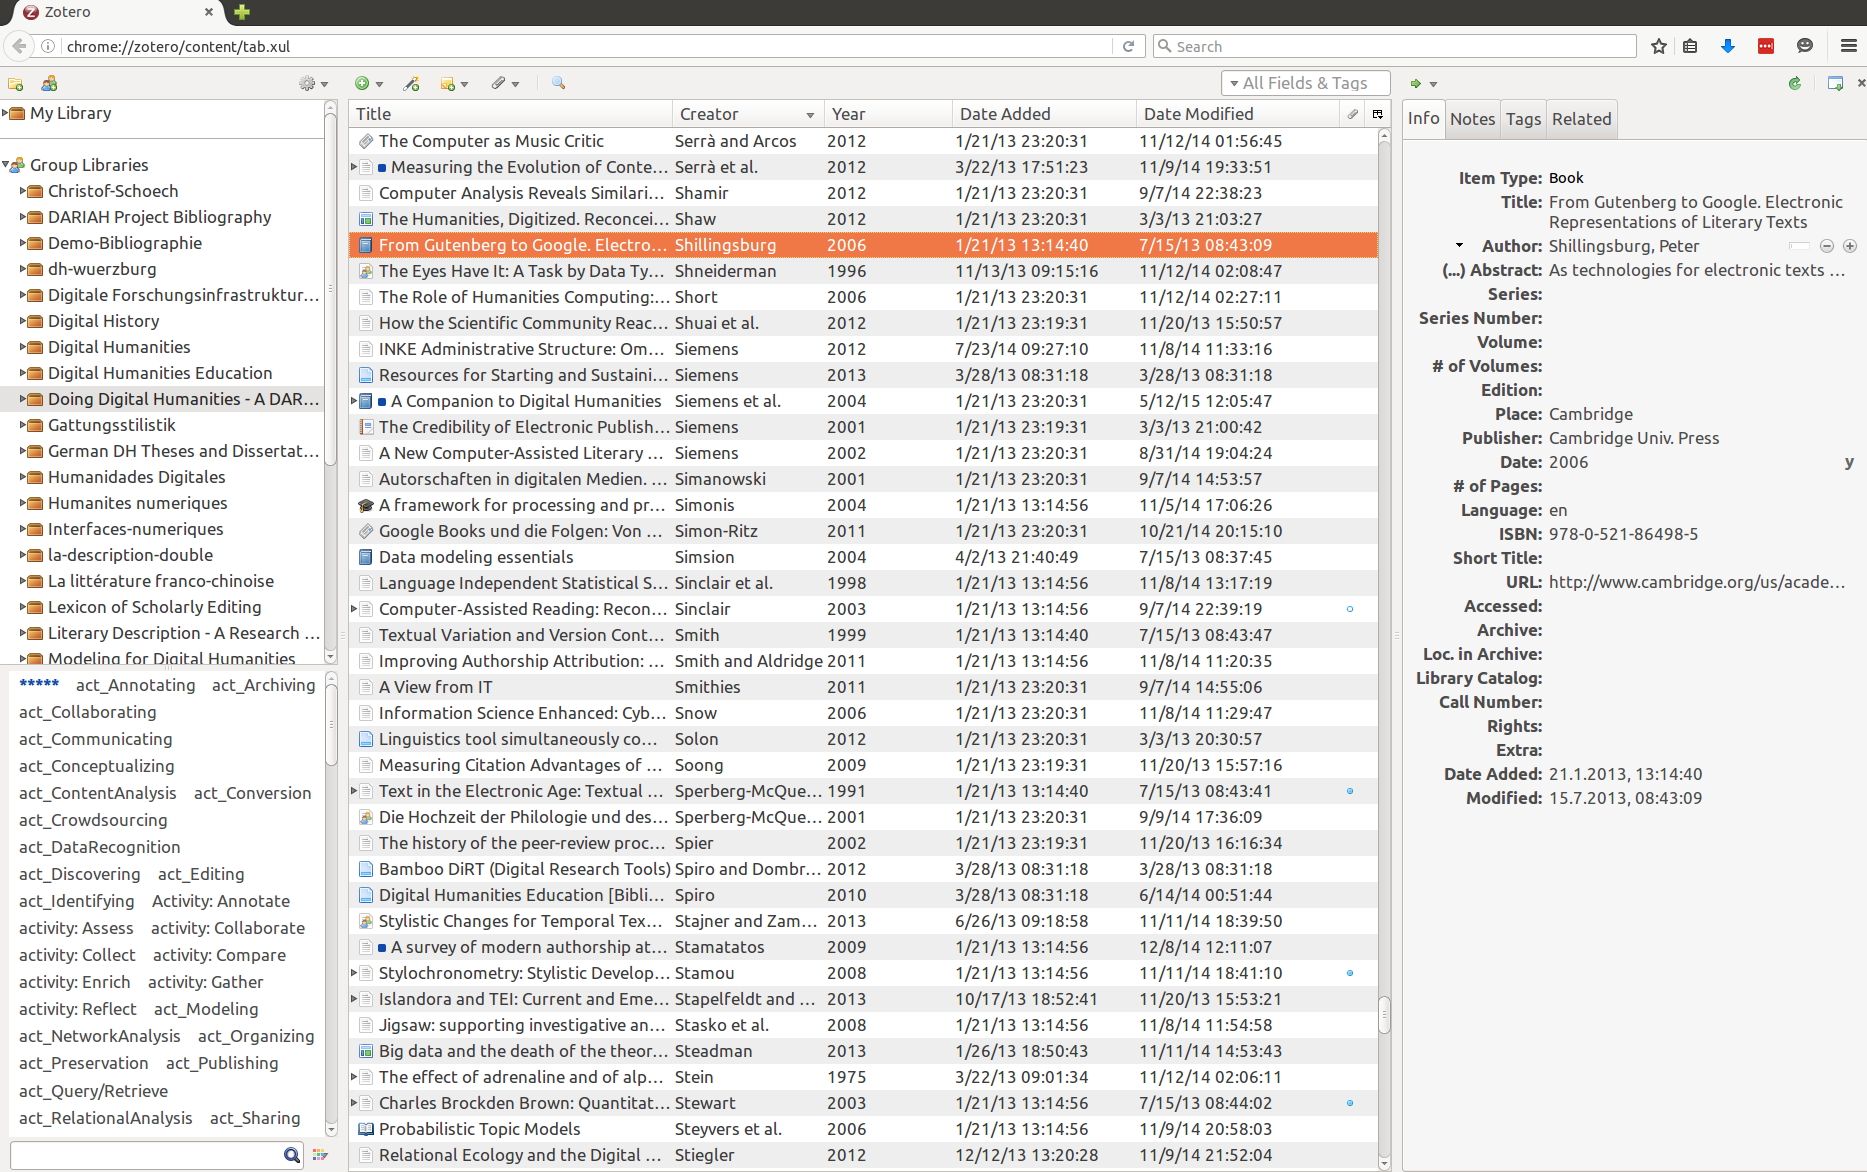 Zotero
chrome://zotero/content/tab.xul
Search
All Fields & Tags
My Library
Group Libraries
Christof-Schoech
DARIAH Project Bibliography
Demo-Bibliographie
dh-wuerzburg
Digitale Forschungsinfrastruktur...
Digital History
Digital Humanities
Digital Humanities Education
Doing Digital Humanities - A DAR...
Gattungsstilistik
German DH Theses and Dissertat...
Humanidades Digitales
Humanites numeriques
Interfaces-numeriques
la-description-double
La littérature franco-chinoise
Lexicon of Scholarly Editing
Literary Description - A Research ...
Modeling for Digital Humanities
***** act_Annotating act_Archiving
act_Collaborating
act_Communicating
act_Conceptualizing
act_ContentAnalysis act_Conversion
act_Crowdsourcing
act_DataRecognition
act_Discovering act_Editing
act_Identifying Activity: Annotate
activity: Assess activity: Collaborate
activity: Collect activity: Compare
activity: Enrich activity: Gather
activity: Reflect act_Modeling
act_NetworkAnalysis act_Organizing
act_Preservation act_Publishing
act_Query/Retrieve
act_RelationalAnalysis act_Sharing
Title Creator Year Date Added Date Modified
The Computer as Music Critic Serrà and Arcos 2012 1/21/13 23:20:31 11/12/14 01:56:45
Measuring the Evolution of Conte... Serrà et al. 2012 3/22/13 17:51:23 11/9/14 19:33:51
Computer Analysis Reveals Similari... Shamir 2012 1/21/13 23:20:31 9/7/14 22:38:23
The Humanities, Digitized. Reconcei... Shaw 2012 1/21/13 23:20:31 3/3/13 21:03:27
From Gutenberg to Google. Electro... Shillingsburg 2006 1/21/13 13:14:40 7/15/13 08:43:09
The Eyes Have It: A Task by Data Ty... Shneiderman 1996 11/13/13 09:15:16 11/12/14 02:08:47
The Role of Humanities Computing:... Short 2006 1/21/13 23:20:31 11/12/14 02:27:11
How the Scientific Community Reac... Shuai et al. 2012 1/21/13 23:19:31 11/20/13 15:50:57
INKE Administrative Structure: Om... Siemens 2012 7/23/14 09:27:10 11/8/14 11:33:16
Resources for Starting and Sustaini... Siemens 2013 3/28/13 08:31:18 3/28/13 08:31:18
A Companion to Digital Humanities Siemens et al. 2004 1/21/13 23:20:31 5/12/15 12:05:47
The Credibility of Electronic Publish... Siemens 2001 1/21/13 23:19:31 3/3/13 21:00:42
A New Computer-Assisted Literary ... Siemens 2002 1/21/13 23:20:31 8/31/14 19:04:24
Autorschaften in digitalen Medien. ... Simanowski 2001 1/21/13 23:20:31 9/7/14 14:53:57
A framework for processing and pr... Simonis 2004 1/21/13 13:14:56 11/5/14 17:06:26
Google Books und die Folgen: Von ... Simon-Ritz 2011 1/21/13 23:20:31 10/21/14 20:15:10
Data modeling essentials Simsion 2004 4/2/13 21:40:49 7/15/13 08:37:45
Language Independent Statistical S... Sinclair et al. 1998 1/21/13 13:14:56 11/8/14 13:17:19
Computer-Assisted Reading: Recon... Sinclair 2003 1/21/13 13:14:56 9/7/14 22:39:19
Textual Variation and Version Cont... Smith 1999 1/21/13 13:14:40 7/15/13 08:43:47
Improving Authorship Attribution: ... Smith and Aldridge 2011 1/21/13 13:14:56 11/8/14 11:20:35
A View from IT Smithies 2011 1/21/13 23:20:31 9/7/14 14:55:06
Information Science Enhanced: Cyb... Snow 2006 1/21/13 23:20:31 11/8/14 11:29:47
Linguistics tool simultaneously co... Solon 2012 1/21/13 23:20:31 3/3/13 20:30:57
Measuring Citation Advantages of ... Soong 2009 1/21/13 23:19:31 11/20/13 15:57:16
Text in the Electronic Age: Textual ... Sperberg-McQue... 1991 1/21/13 13:14:40 7/15/13 08:43:41
Die Hochzeit der Philologie und des... Sperberg-McQue... 2001 1/21/13 23:20:31 9/9/14 17:36:09
The history of the peer-review proc... Spier 2002 1/21/13 23:19:31 11/20/13 16:16:34
Bamboo DiRT (Digital Research Tools) Spiro and Dombr... 2012 3/28/13 08:31:18 3/28/13 08:31:18
Digital Humanities Education [Bibli... Spiro 2010 3/28/13 08:31:18 6/14/14 00:51:44
Stylistic Changes for Temporal Tex... Stajner and Zam... 2013 6/26/13 09:18:58 11/11/14 18:39:50
A survey of modern authorship at... Stamatatos 2009 1/21/13 13:14:56 12/8/14 12:11:07
Stylochronometry: Stylistic Develop... Stamou 2008 1/21/13 13:14:56 11/11/14 18:41:10
Islandora and TEI: Current and Eme... Stapelfeldt and ... 2013 10/17/13 18:52:41 11/20/13 15:53:21
Jigsaw: supporting investigative an... Stasko et al. 2008 1/21/13 13:14:56 11/8/14 11:54:58
Big data and the death of the theor... Steadman 2013 1/26/13 18:50:43 11/11/14 14:53:43
The effect of adrenaline and of alp... Stein 1975 3/22/13 09:01:34 11/12/14 02:06:11
Charles Brockden Brown: Quantitat... Stewart 2003 1/21/13 13:14:56 7/15/13 08:44:02
Probabilistic Topic Models Steyvers et al. 2006 1/21/13 13:14:56 11/9/14 20:58:03
Relational Ecology and the Digital ... Stiegler 2012 12/12/13 13:20:28 11/9/14 21:52:04
Info Notes Tags Related
Item Type: Book
Title: From Gutenberg to Google. Electronic
Representations of Literary Texts
Author: Shillingsburg, Peter
(...) Abstract: As technologies for electronic texts ...
Series:
Series Number:
Volume:
# of Volumes:
Edition:
Place: Cambridge
Publisher: Cambridge Univ. Press
Date: 2006 y
# of Pages:
Language: en
ISBN: 978-0-521-86498-5
Short Title:
URL: http://www.cambridge.org/us/acade...
Accessed:
Archive:
Loc. in Archive:
Library Catalog:
Call Number:
Rights:
Extra:
Date Added: 21.1.2013, 13:14:40
Modified: 15.7.2013, 08:43:09